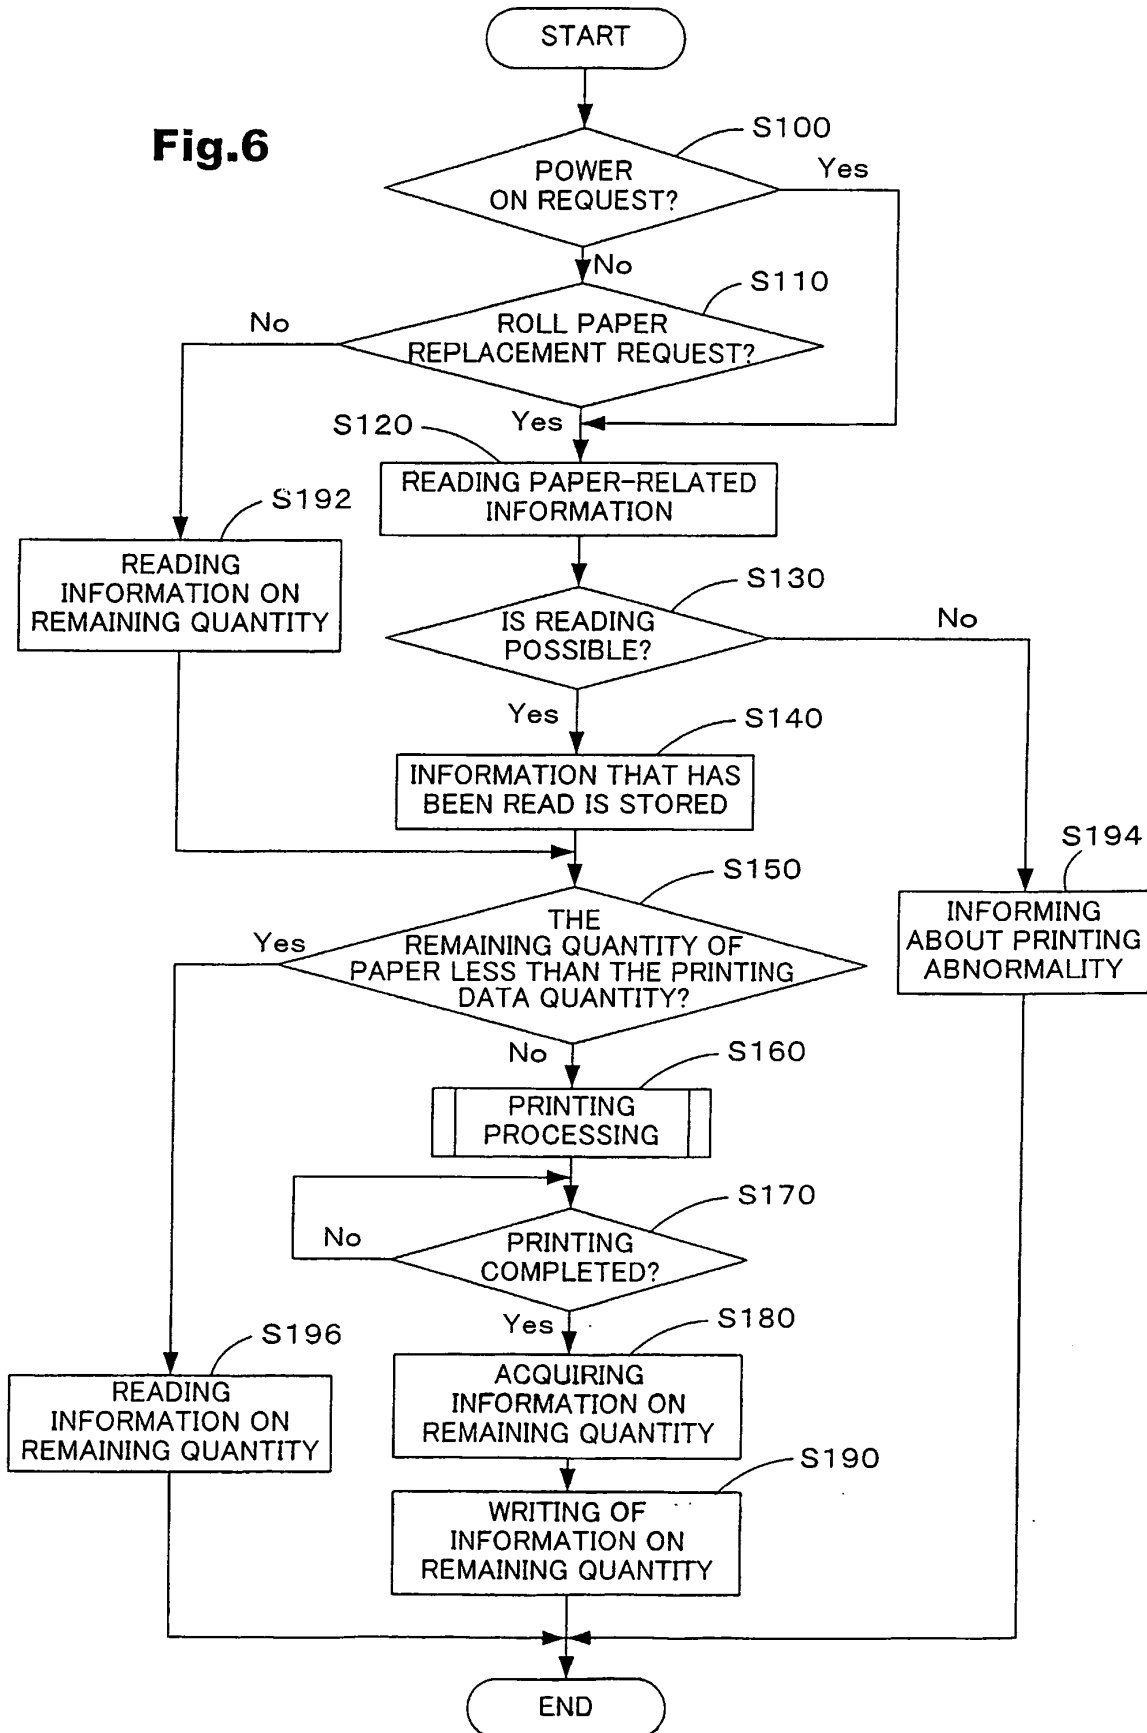 START
Fig.6
S100
POWER
ON REQUEST?
Yes
No
S110
ROLL PAPER
REPLACEMENT REQUEST?
No
Yes
S120
READING PAPER-RELATED
INFORMATION
S192
READING
INFORMATION ON
REMAINING QUANTITY
S130
IS READING
POSSIBLE?
No
Yes
S140
INFORMATION THAT HAS
BEEN READ IS STORED
S194
INFORMING
ABOUT PRINTING
ABNORMALITY
S150
THE
REMAINING QUANTITY OF
PAPER LESS THAN THE PRINTING
DATA QUANTITY?
Yes
No
S160
PRINTING
PROCESSING
S170
PRINTING
COMPLETED?
No
Yes
S180
ACQUIRING
INFORMATION ON
REMAINING QUANTITY
S196
READING
INFORMATION ON
REMAINING QUANTITY
S190
WRITING OF
INFORMATION ON
REMAINING QUANTITY
END